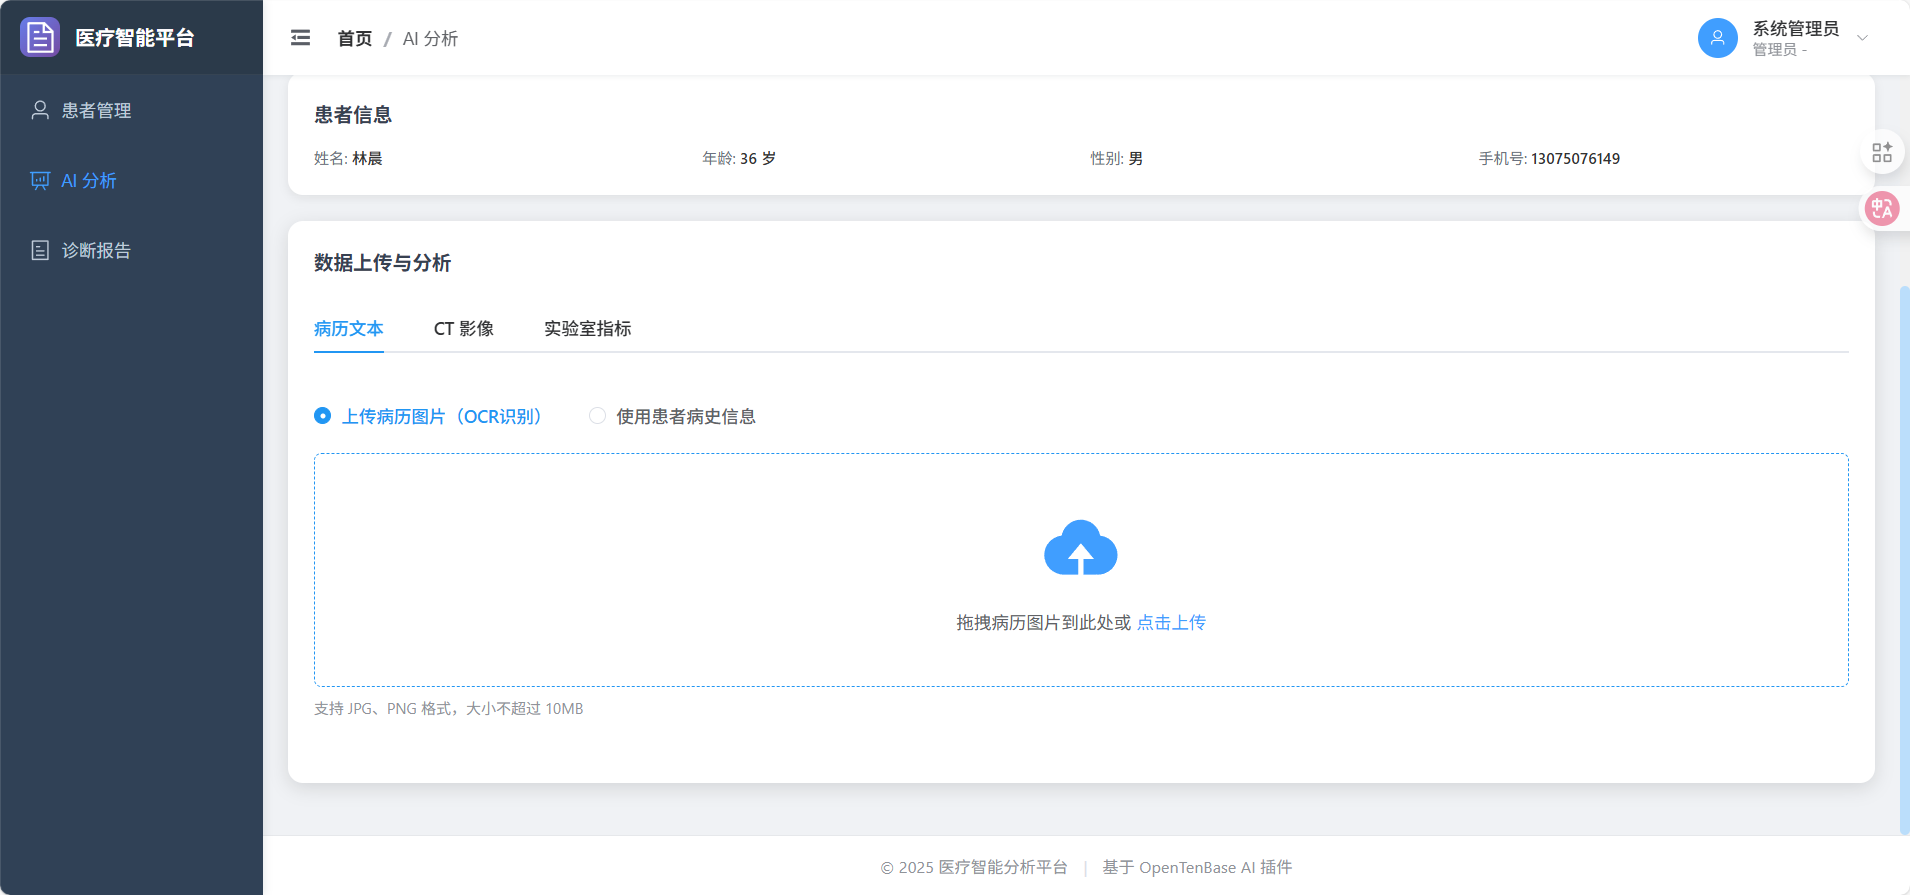 医疗智能平台
首页 / AI 分析
系统管理员
管理员 -
患者管理
AI 分析
诊断报告
患者信息
姓名: 林晨
年龄: 36 岁
性别: 男
手机号: 13075076149
数据上传与分析
病历文本
CT 影像
实验室指标
上传病历图片（OCR识别）
使用患者病史信息
拖拽病历图片到此处或 点击上传
支持 JPG、PNG 格式，大小不超过 10MB
© 2025 医疗智能分析平台 | 基于 OpenTenBase AI 插件
中A